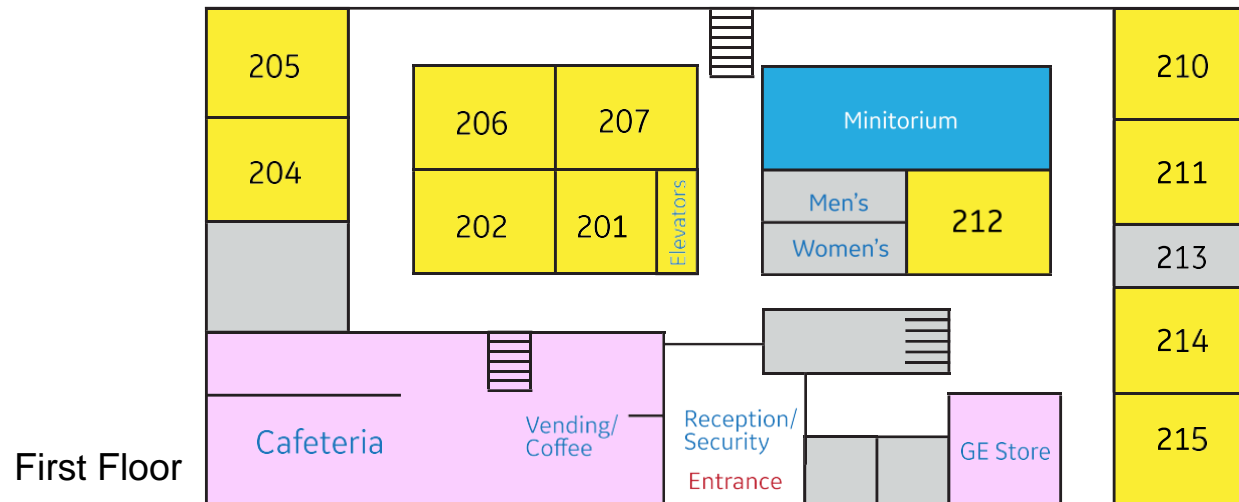 205
210
206
207
Minitorium
204
211
Men's
202
201
Elevators
212
Women's
213
214
Vending/
Coffee
Reception/
Security
Cafeteria
GE Store
215
First Floor
Entrance